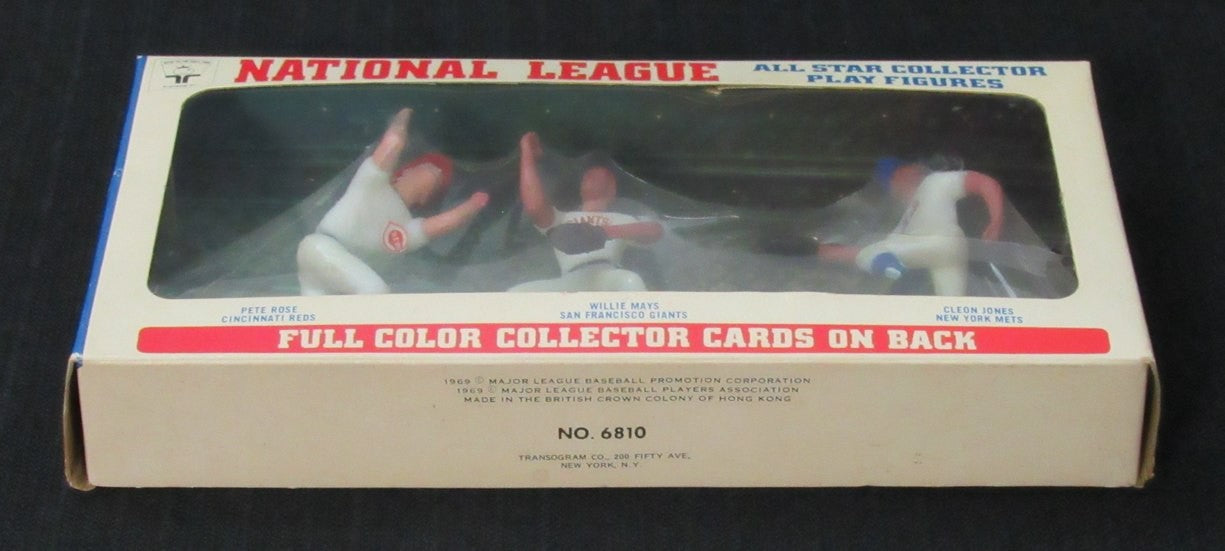 NATIONAL LEAGUE
ALL STAR COLLECTOR
PLAY FIGURES
GIANTS
PETE ROSE
CINCINNATI REDS
WILLIE MAYS
SAN FRANCISCO GIANTS
CLEON JONES
NEW YORK METS
FULL COLOR COLLECTOR CARDS ON BACK
1969 © MAJOR LEAGUE BASEBALL PROMOTION CORPORATION
1969 © MAJOR LEAGUE BASEBALL PLAYERS ASSOCIATION
MADE IN THE BRITISH CROWN COLONY OF HONG KONG
NO. 6810
TRANSOGRAM CO., 200 FIFTY AVE,
NEW YORK, N.Y.